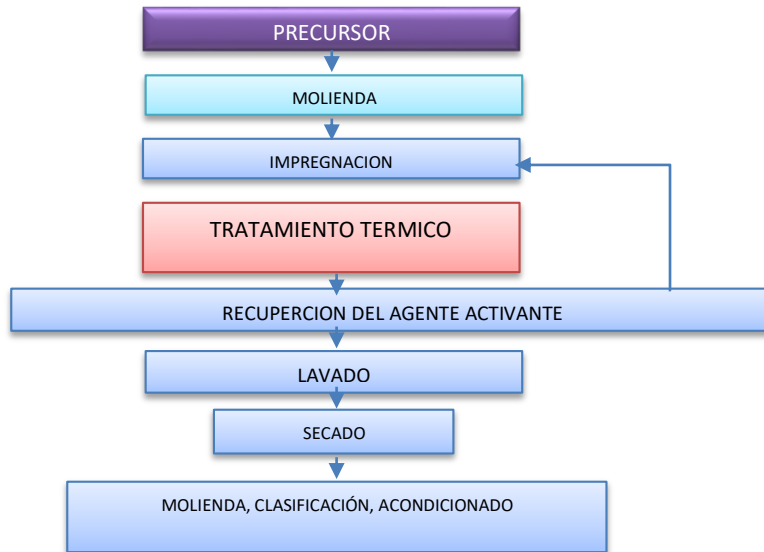 PRECURSOR
MOLIENDA
IMPREGNACION
TRATAMIENTO TERMICO
RECUPERCION DEL AGENTE ACTIVANTE
LAVADO
SECADO
MOLIENDA, CLASIFICACIÓN, ACONDICIONADO